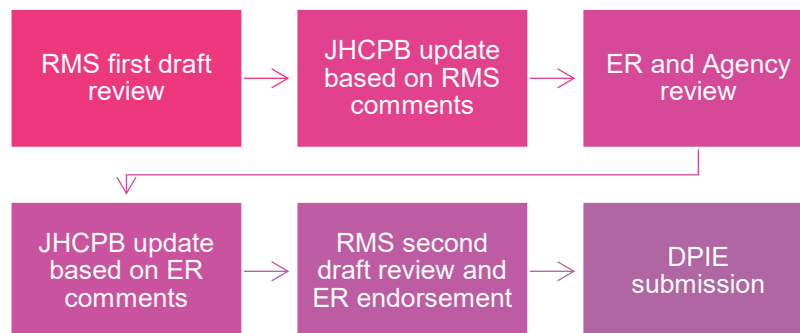 RMS first draft
review
JHCPB update
based on RMS
comments
ER and Agency
review
JHCPB update
based on ER
comments
RMS second
draft review and
ER endorsement
DPIE
submission